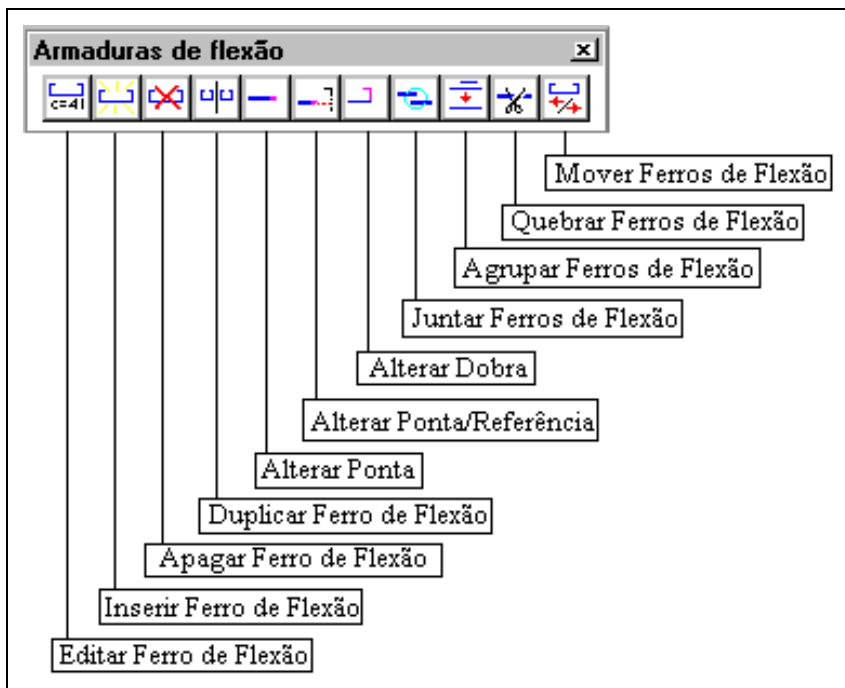 Armaduras de flexão
c=41
Mover Ferros de Flexão
Quebrar Ferros de Flexão
Agrupar Ferros de Flexão
Juntar Ferros de Flexão
Alterar Dobra
Alterar Ponta/Referência
Alterar Ponta
Duplicar Ferro de Flexão
Apagar Ferro de Flexão
Inserir Ferro de Flexão
Editar Ferro de Flexão